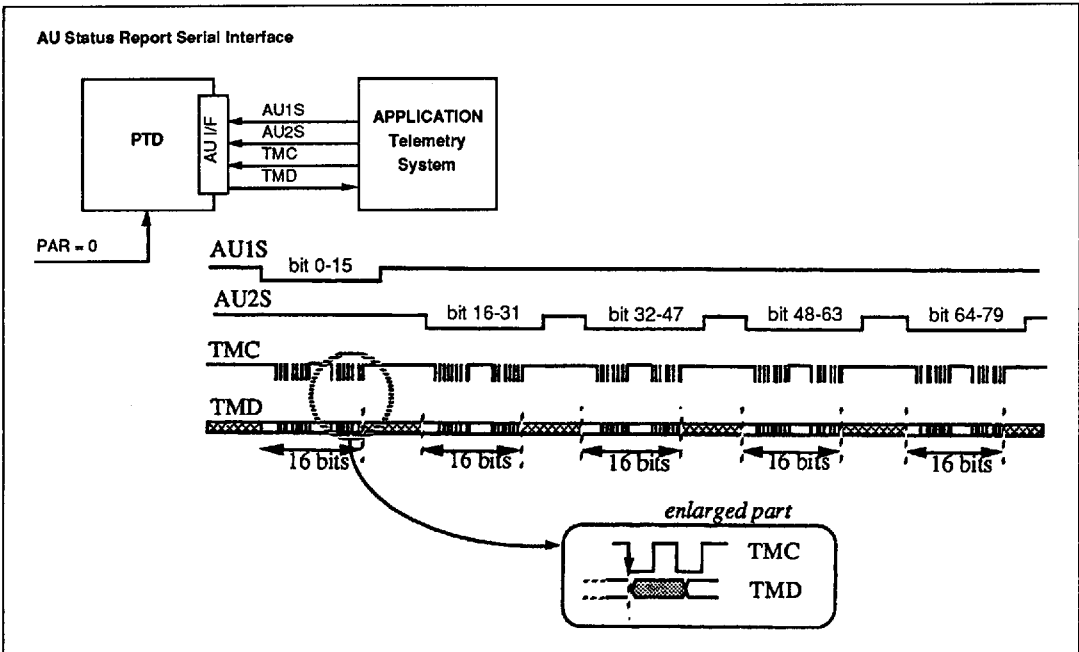 AU Status Report Serial Interface
PTD
AU I/F
AU1S
AU2S
TMC
TMD
APPLICATION
Telemetry
System
PAR = 0
AU1S
bit 0-15
AU2S
bit 16-31
bit 32-47
bit 48-63
bit 64-79
TMC
TMD
16 bits
16 bits
16 bits
16 bits
16 bits
enlarged part
TMC
TMD